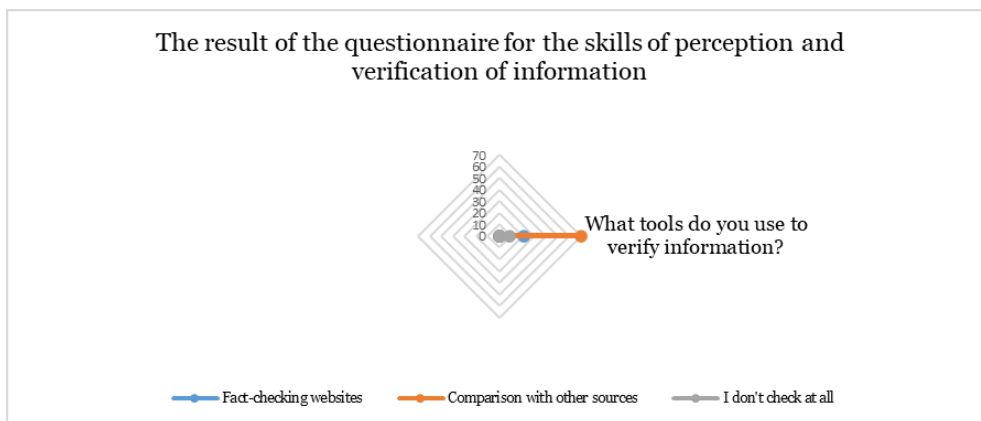 The result of the questionnaire for the skills of perception and
verification of information
70
60
50
40
30
20
10
0
What tools do you use to
verify information?
Fact-checking websites
Comparison with other sources
I don't check at all